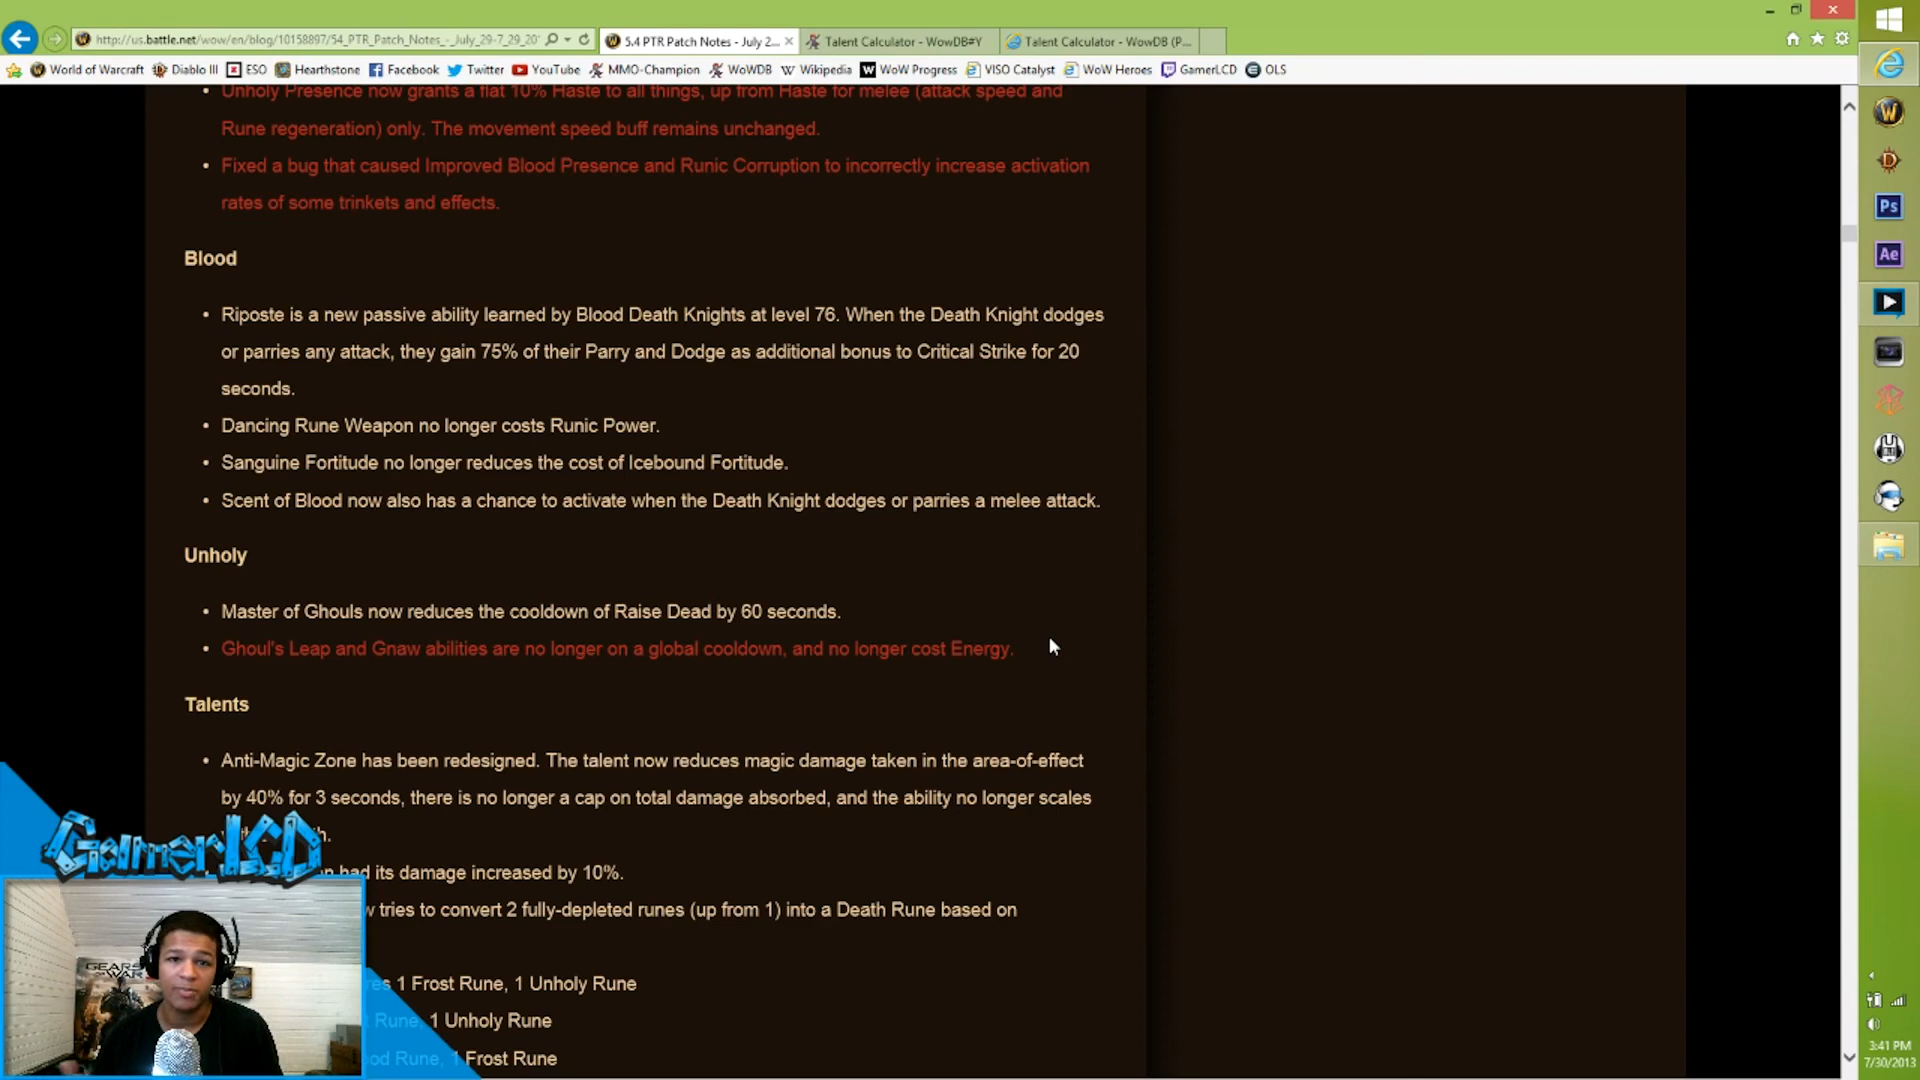 http://us.battle.net/wow/en/blog/10158897/54_PTR_Patch_Notes_-_July_29-7_29_20
5.4 PTR Patch Notes - July 2...
Talent Calculator - WowDB#Y
Talent Calculator - WowDB (P...
World of Warcraft
Diablo III
ESO
Hearthstone
Facebook
Twitter
YouTube
MMO-Champion
WoWDB
Wikipedia
WoW Progress
VISO Catalyst
WoW Heroes
GamerLCD
OLS
Unholy Presence now grants a flat 10% Haste to all things, up from Haste for melee (attack speed and
Rune regeneration) only. The movement speed buff remains unchanged.
Fixed a bug that caused Improved Blood Presence and Runic Corruption to incorrectly increase activation
rates of some trinkets and effects.
Blood
Riposte is a new passive ability learned by Blood Death Knights at level 76. When the Death Knight dodges
or parries any attack, they gain 75% of their Parry and Dodge as additional bonus to Critical Strike for 20
seconds.
Dancing Rune Weapon no longer costs Runic Power.
Sanguine Fortitude no longer reduces the cost of Icebound Fortitude.
Scent of Blood now also has a chance to activate when the Death Knight dodges or parries a melee attack.
Unholy
Master of Ghouls now reduces the cooldown of Raise Dead by 60 seconds.
Ghoul's Leap and Gnaw abilities are no longer on a global cooldown, and no longer cost Energy.
Talents
Anti-Magic Zone has been redesigned. The talent now reduces magic damage taken in the area-of-effect
by 40% for 3 seconds, there is no longer a cap on total damage absorbed, and the ability no longer scales
GamerLCD
had its damage increased by 10%.
tries to convert 2 fully-depleted runes (up from 1) into a Death Rune based on
1 Frost Rune, 1 Unholy Rune
Rune, 1 Unholy Rune
Rune, 1 Frost Rune
GEARS
WAR
Ps
Ae
3:41 PM
7/30/2013